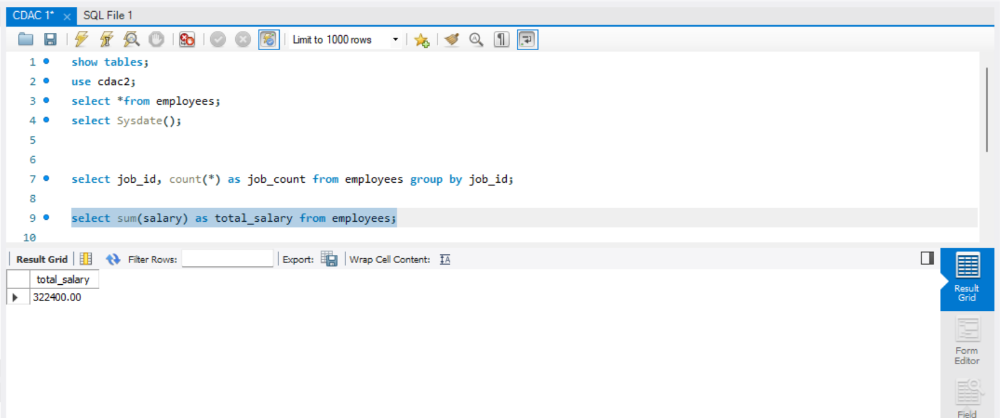 CDAC 1* × SQL File 1
Limit to 1000 rows
1 show tables;
2 use cdac2;
3 select *from employees;
4 select Sysdate();
5
6
7 select job_id, count(*) as job_count from employees group by job_id;
8
9 select sum(salary) as total_salary from employees;
10
Result Grid Filter Rows: Export: Wrap Cell Content:
total_salary
322400.00
Result
Grid
Form
Editor
Field